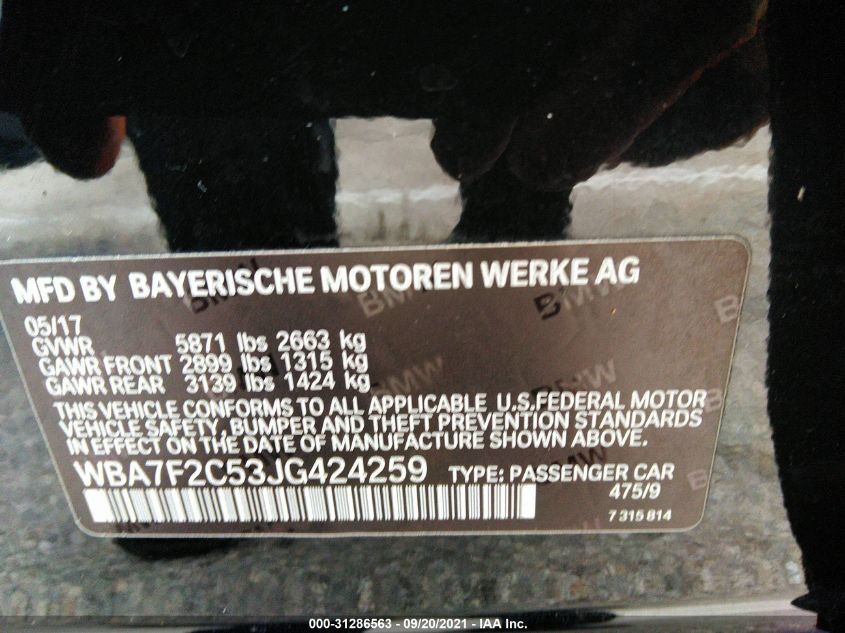 MFD BY BAYERISCHE MOTOREN WERKE AG
05/17
GVWR 5871 lbs 2663 kg
GAWR FRONT 2899 lbs 1315 kg
GAWR REAR 3139 lbs 1424 kg
THIS VEHICLE CONFORMS TO ALL APPLICABLE U.S.FEDERAL MOTOR
VEHICLE SAFETY, BUMPER AND THEFT PREVENTION STANDARDS
IN EFFECT ON THE DATE OF MANUFACTURE SHOWN ABOVE.
WBA7F2C53JG424259 TYPE: PASSENGER CAR
475/9
7 315 814
000-31286563 - 09/20/2021 - IAA Inc.